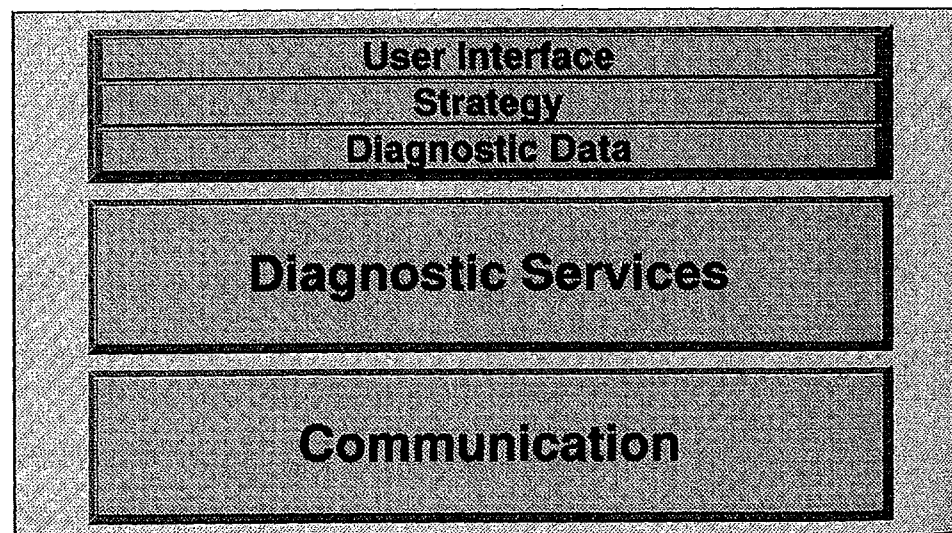 User Interface
Strategy
Diagnostic Data
Diagnostic Services
Communication